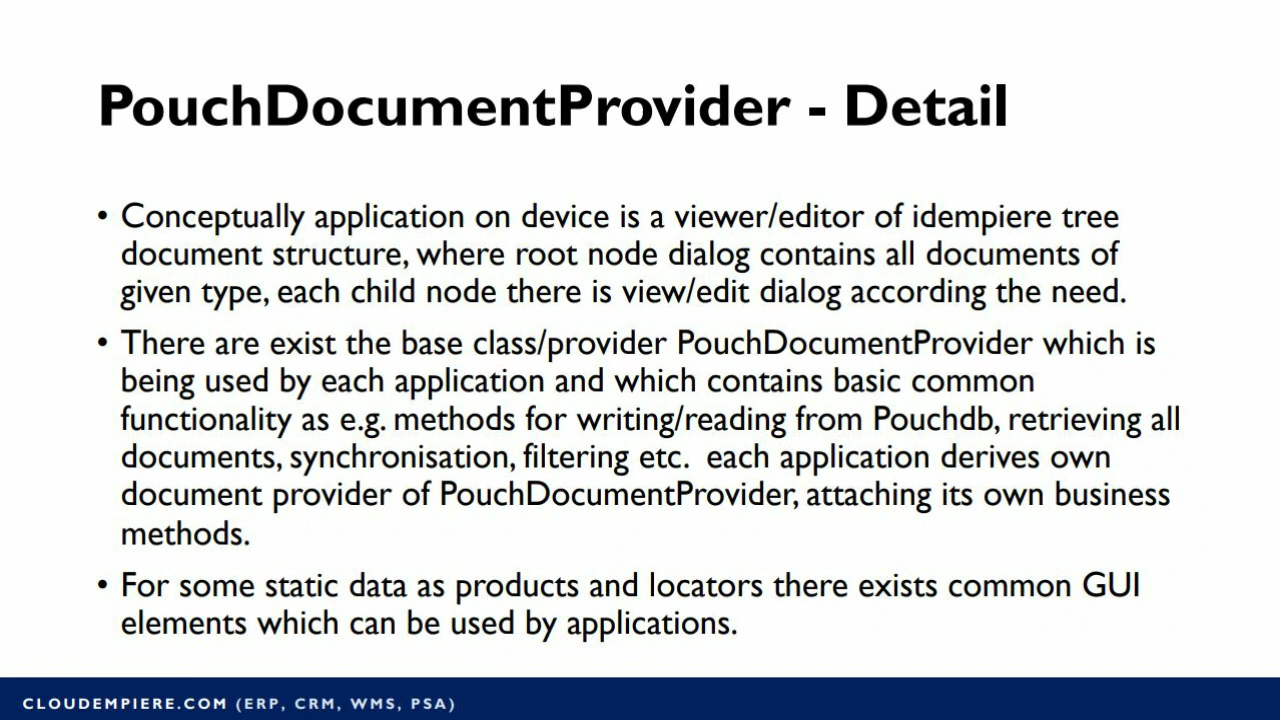 PouchDocumentProvider - Detail
• Conceptually application on device is a viewer/editor of idempiere tree
document structure, where root node dialog contains all documents of
given type, each child node there is view/edit dialog according the need.
• There are exist the base class/provider PouchDocumentProvider which is
being used by each application and which contains basic common
functionality as e.g. methods for writing/reading from Pouchdb, retrieving all
documents, synchronisation, filtering etc.  each application derives own
document provider of PouchDocumentProvider, attaching its own business
methods.
• For some static data as products and locators there exists common GUI
elements which can be used by applications.
CLOUDEMPIERE.COM (ERP, CRM, WMS, PSA)